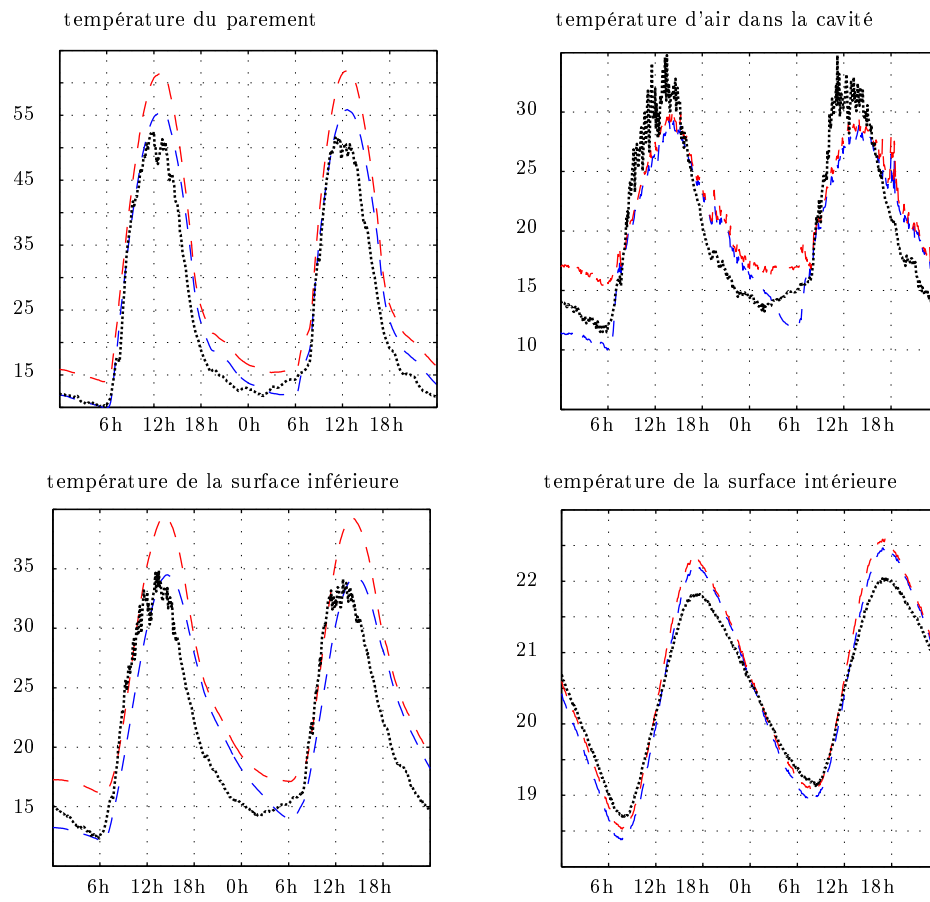 température du parement
55
45
35
25
15
6h 12h 18h 0h 6h 12h 18h
température d'air dans la cavité
30
25
20
15
10
6h 12h 18h 0h 6h 12h 18h
température de la surface inférieure
35
30
25
20
15
6h 12h 18h 0h 6h 12h 18h
température de la surface intérieure
22
21
20
19
6h 12h 18h 0h 6h 12h 18h